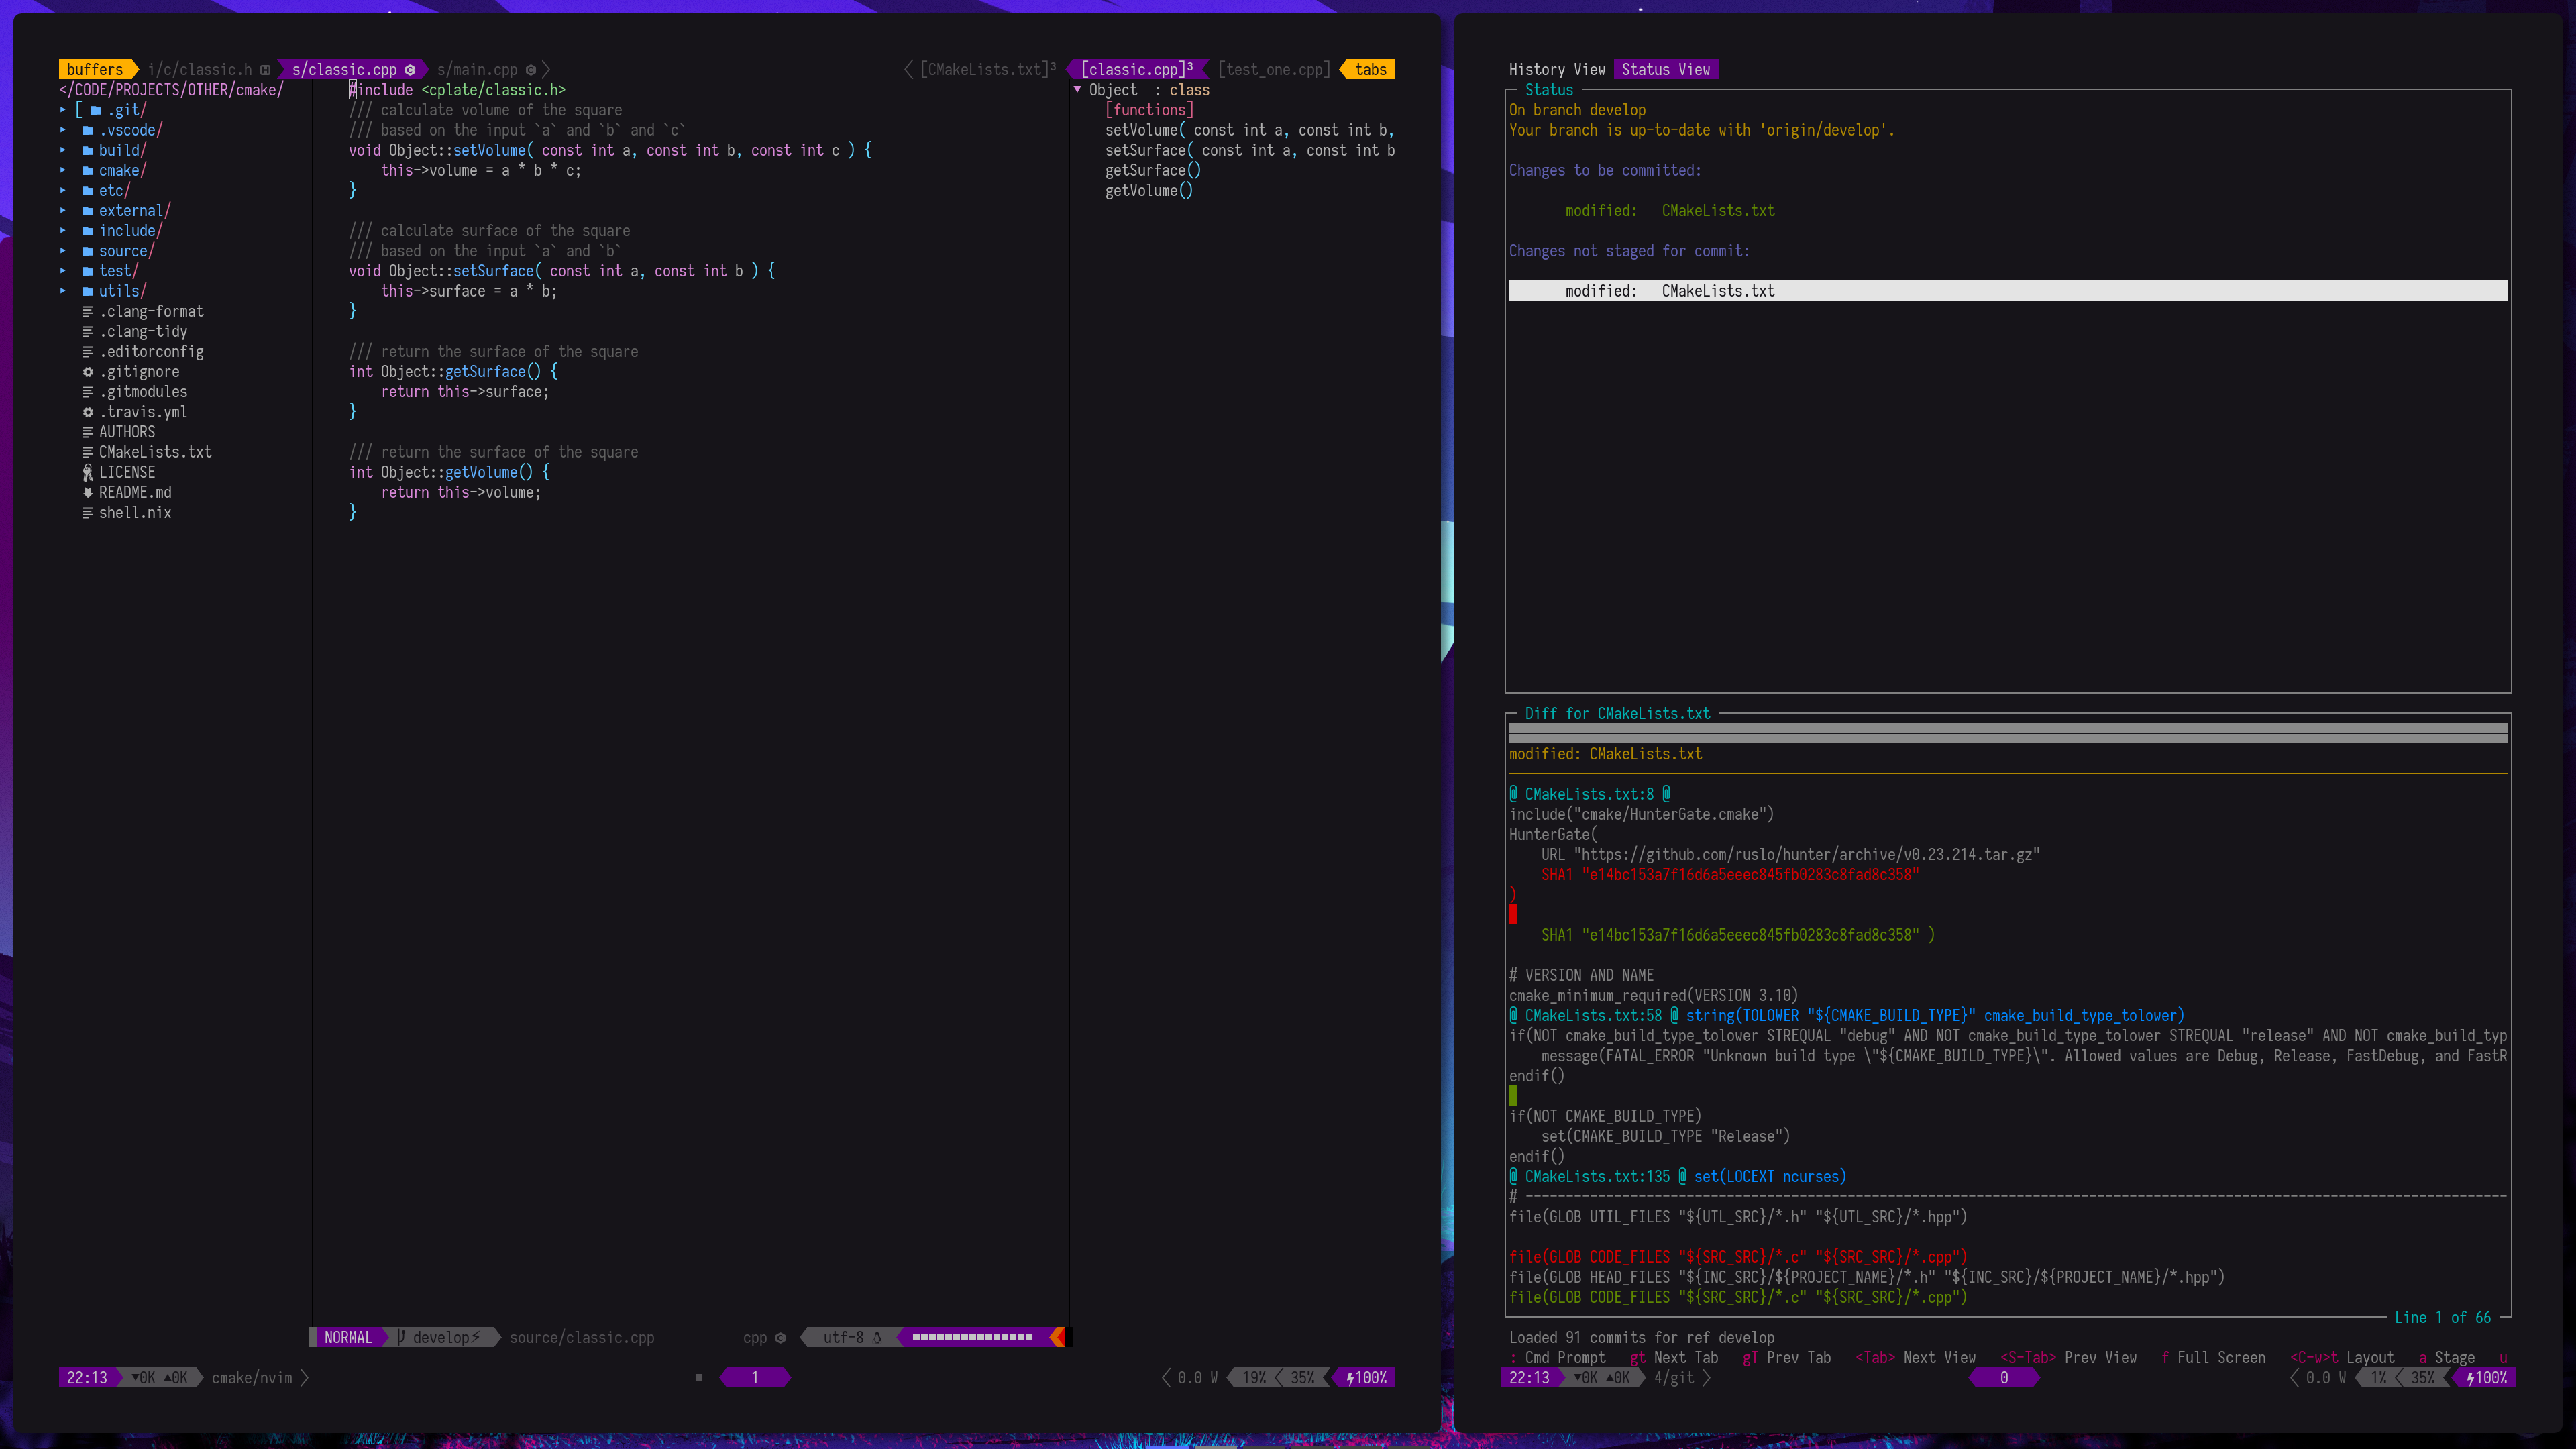 buffers i/c/classic.h s/classic.cpp s/main.cpp [CMakeLists.txt]³ [classic.cpp]³ [test_one.cpp] tabs
</CODE/PROJECTS/OTHER/cmake/
[ .git/
.vscode/
build/
cmake/
etc/
external/
include/
source/
test/
utils/
.clang-format
.clang-tidy
.editorconfig
.gitignore
.gitmodules
.travis.yml
AUTHORS
CMakeLists.txt
LICENSE
README.md
shell.nix
#include <cplate/classic.h>
/// calculate volume of the square
/// based on the input `a` and `b` and `c`
void Object::setVolume( const int a, const int b, const int c ) {
    this->volume = a * b * c;
}
/// calculate surface of the square
/// based on the input `a` and `b`
void Object::setSurface( const int a, const int b ) {
    this->surface = a * b;
}
/// return the surface of the square
int Object::getSurface() {
    return this->surface;
}
/// return the surface of the square
int Object::getVolume() {
    return this->volume;
}
▼ Object  : class
[functions]
setVolume( const int a, const int b,
setSurface( const int a, const int b
getSurface()
getVolume()
NORMAL develop⚡ source/classic.cpp cpp utf-8
22:13 ▼0K ▲0K cmake/nvim 1 0.0 W 19% 35% 100%
History View Status View
Status
On branch develop
Your branch is up-to-date with 'origin/develop'.
Changes to be committed:
modified:   CMakeLists.txt
Changes not staged for commit:
modified:   CMakeLists.txt
Diff for CMakeLists.txt
modified: CMakeLists.txt
@ CMakeLists.txt:8 @
include("cmake/HunterGate.cmake")
HunterGate(
    URL "https://github.com/ruslo/hunter/archive/v0.23.214.tar.gz"
    SHA1 "e14bc153a7f16d6a5eeec845fb0283c8fad8c358"
)
    SHA1 "e14bc153a7f16d6a5eeec845fb0283c8fad8c358" )
# VERSION AND NAME
cmake_minimum_required(VERSION 3.10)
@ CMakeLists.txt:58 @ string(TOLOWER "${CMAKE_BUILD_TYPE}" cmake_build_type_tolower)
if(NOT cmake_build_type_tolower STREQUAL "debug" AND NOT cmake_build_type_tolower STREQUAL "release" AND NOT cmake_build_typ
    message(FATAL_ERROR "Unknown build type \"${CMAKE_BUILD_TYPE}\". Allowed values are Debug, Release, FastDebug, and FastR
endif()
if(NOT CMAKE_BUILD_TYPE)
    set(CMAKE_BUILD_TYPE "Release")
endif()
@ CMakeLists.txt:135 @ set(LOCEXT ncurses)
# --------------------------------------------------------------------------------------------------------------------------
file(GLOB UTIL_FILES "${UTL_SRC}/*.h" "${UTL_SRC}/*.hpp")
file(GLOB CODE_FILES "${SRC_SRC}/*.c" "${SRC_SRC}/*.cpp")
file(GLOB HEAD_FILES "${INC_SRC}/${PROJECT_NAME}/*.h" "${INC_SRC}/${PROJECT_NAME}/*.hpp")
file(GLOB CODE_FILES "${SRC_SRC}/*.c" "${SRC_SRC}/*.cpp")
Line 1 of 66
Loaded 91 commits for ref develop
: Cmd Prompt   gt Next Tab   gT Prev Tab   <Tab> Next View   <S-Tab> Prev View   f Full Screen   <C-w>t Layout   a Stage   u
22:13 ▼0K ▲0K 4/git 0 0.0 W 1% 35% 100%